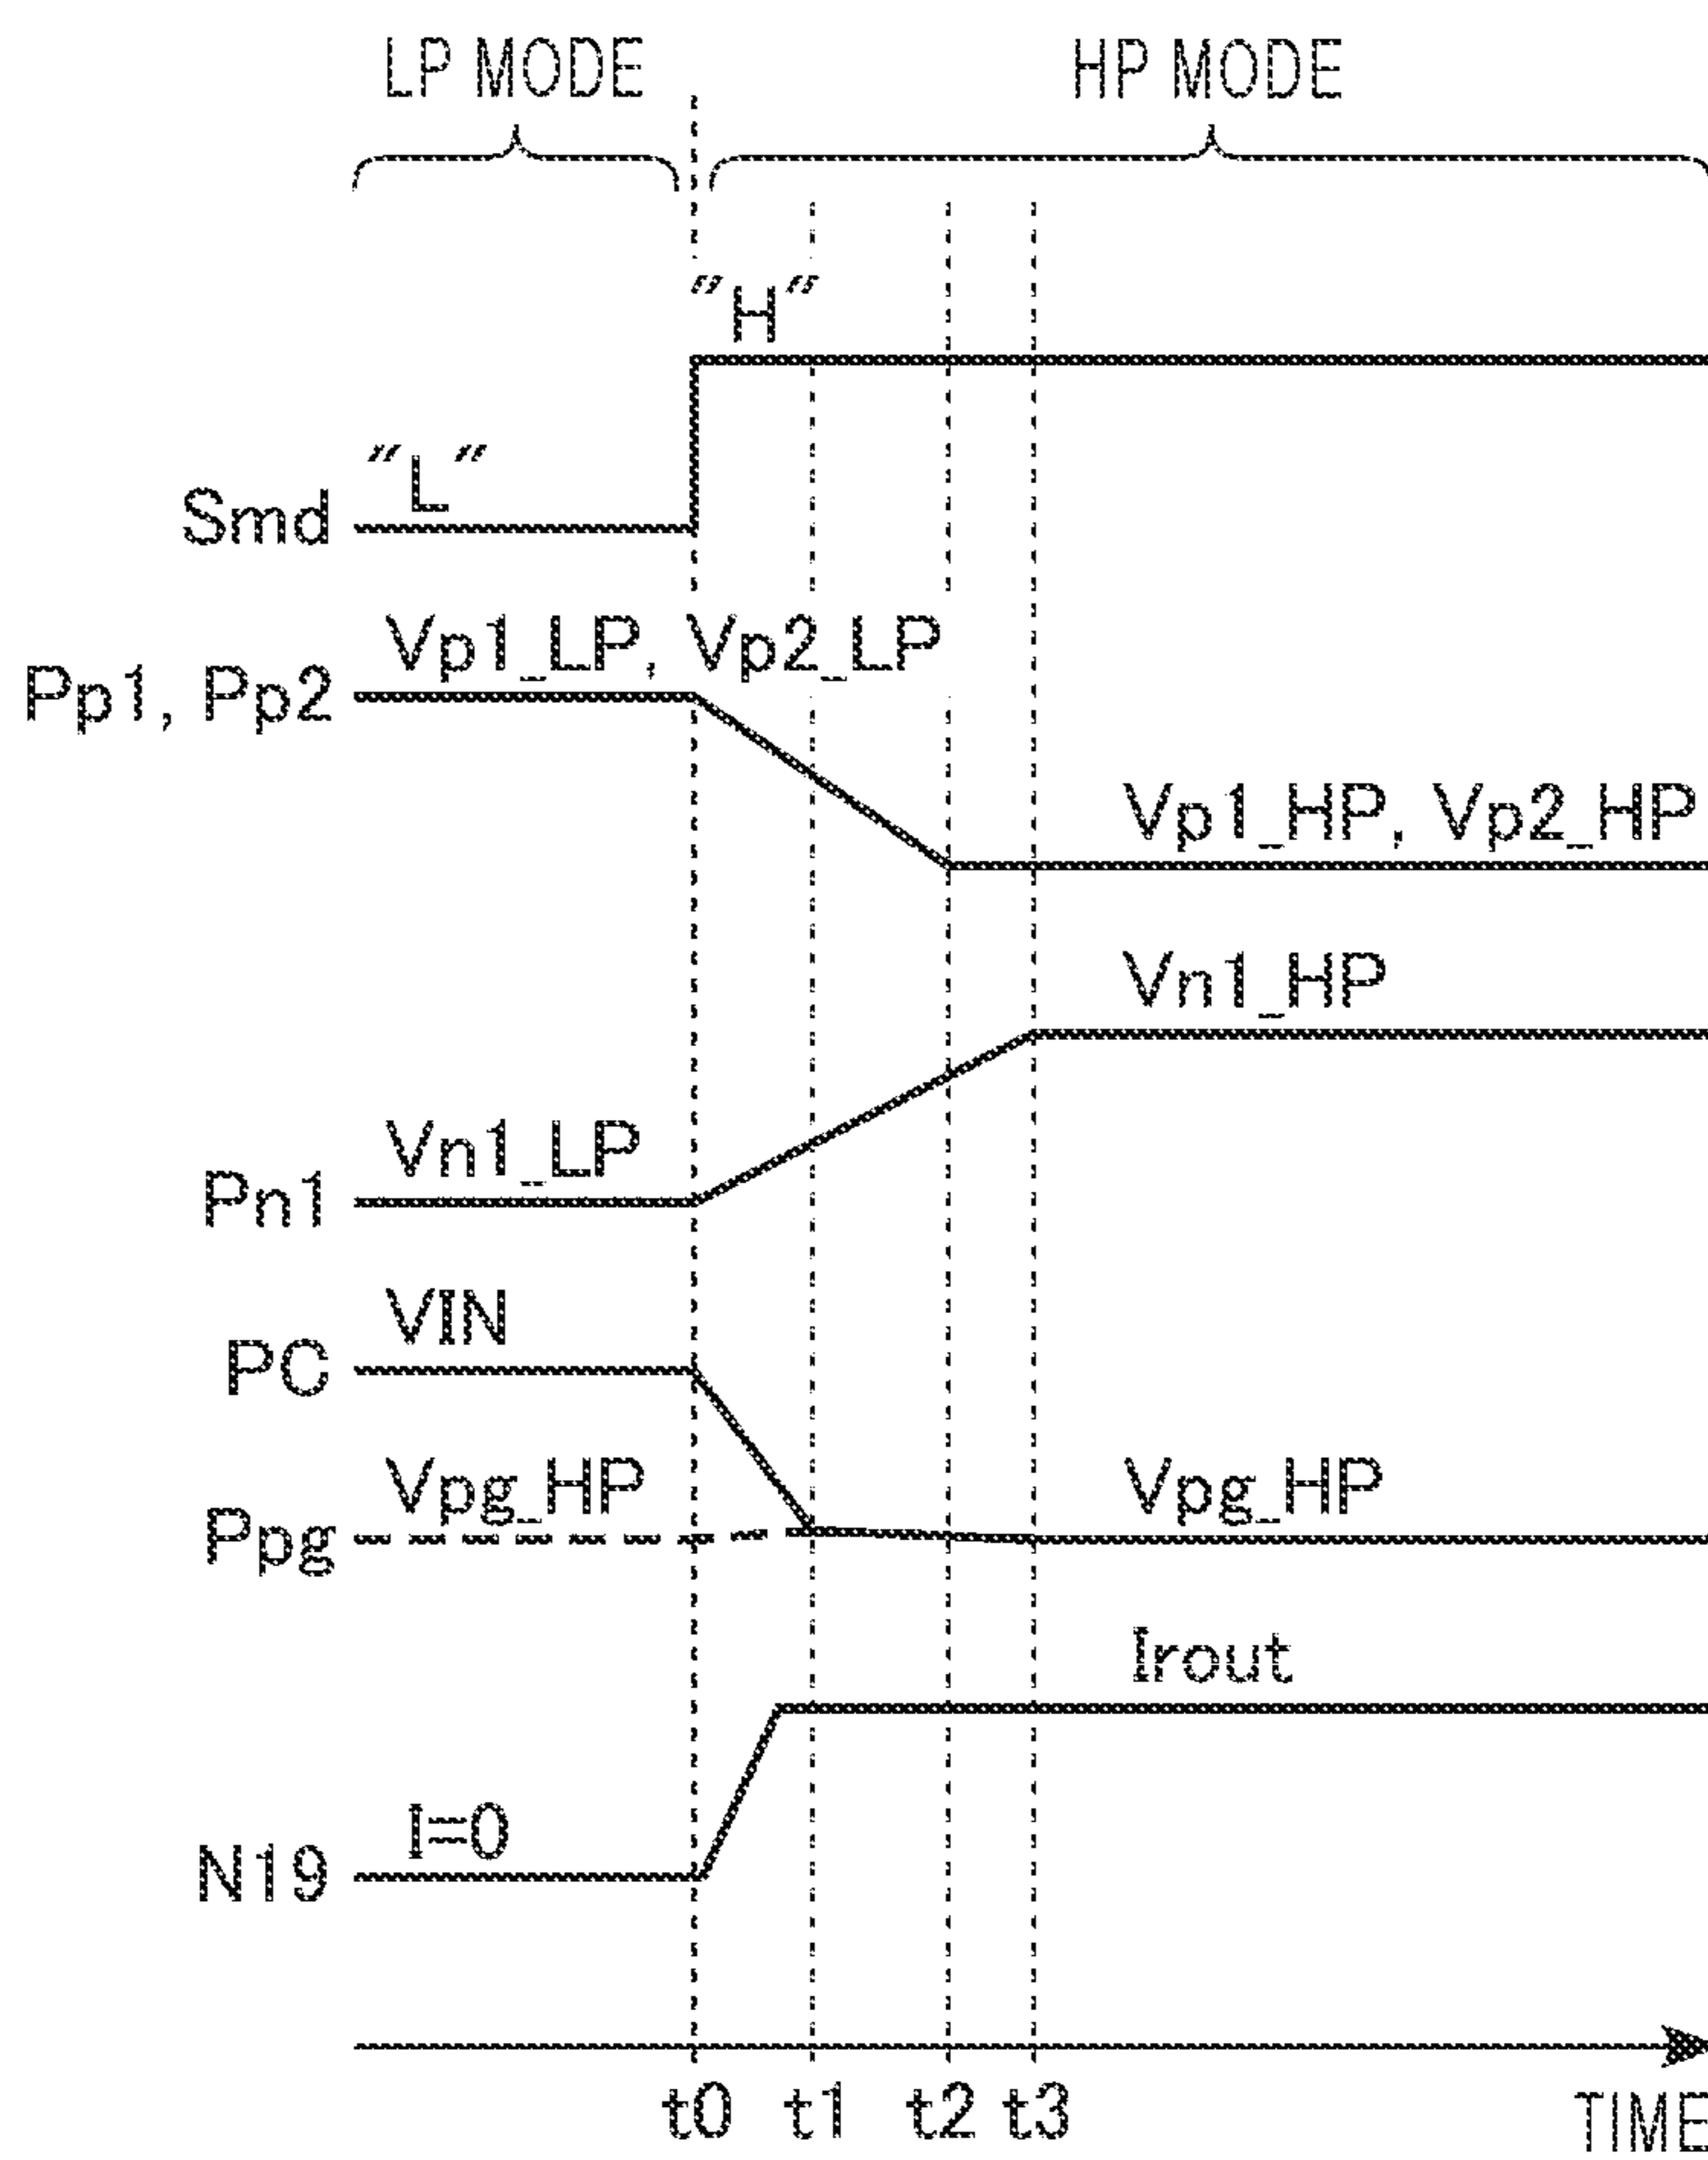 LP MODE HP MODE
"H"
Smd "L"
Pp1, Pp2 Vp1_LP, Vp2_LP
Vp1_HP, Vp2_HP
Vn1_HP
Pn1 Vn1_LP
PC VIN
Ppg Vpg_HP Vpg_HP
Irout
N19 I=0
t0 t1 t2 t3 TIME